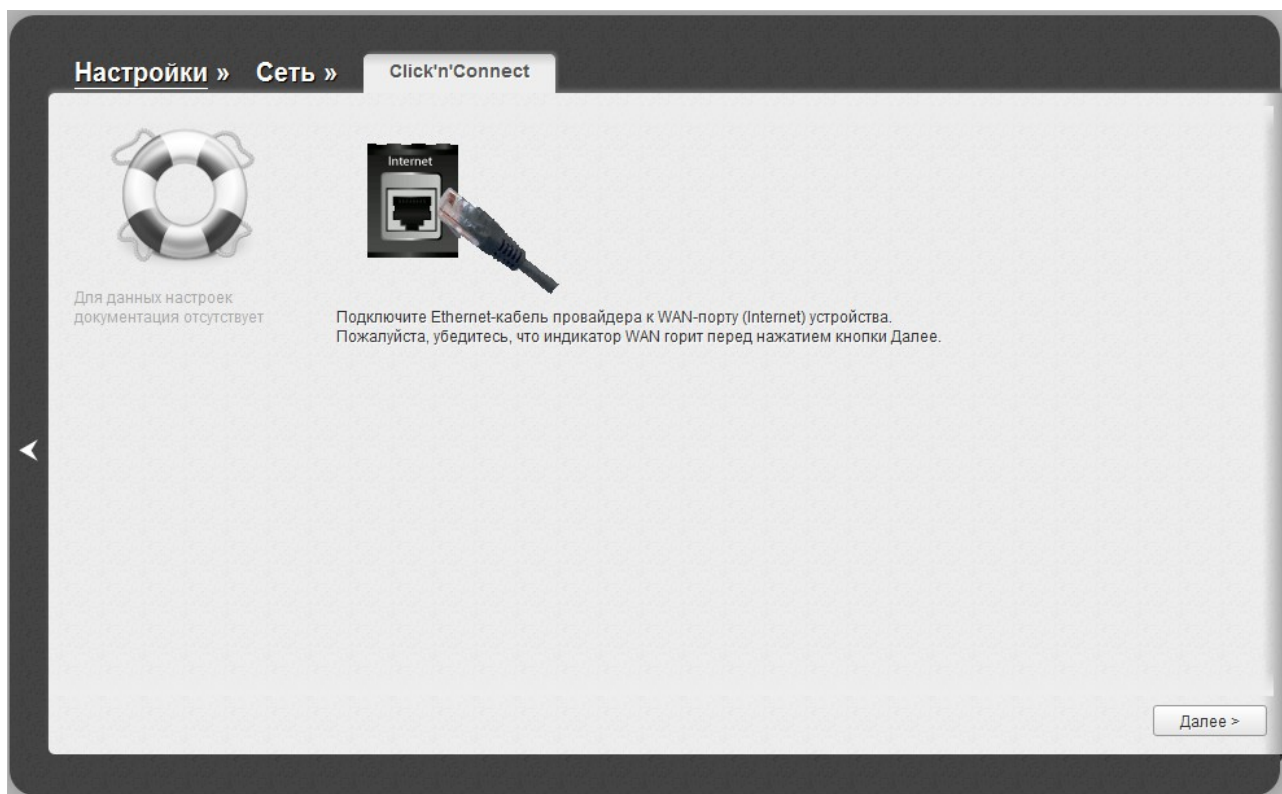 Настройки » Сеть » Click'n'Connect
Internet
Для данных настроек
документация отсутствует
Подключите Ethernet-кабель провайдера к WAN-порту (Internet) устройства.
Пожалуйста, убедитесь, что индикатор WAN горит перед нажатием кнопки Далее.
Далее >